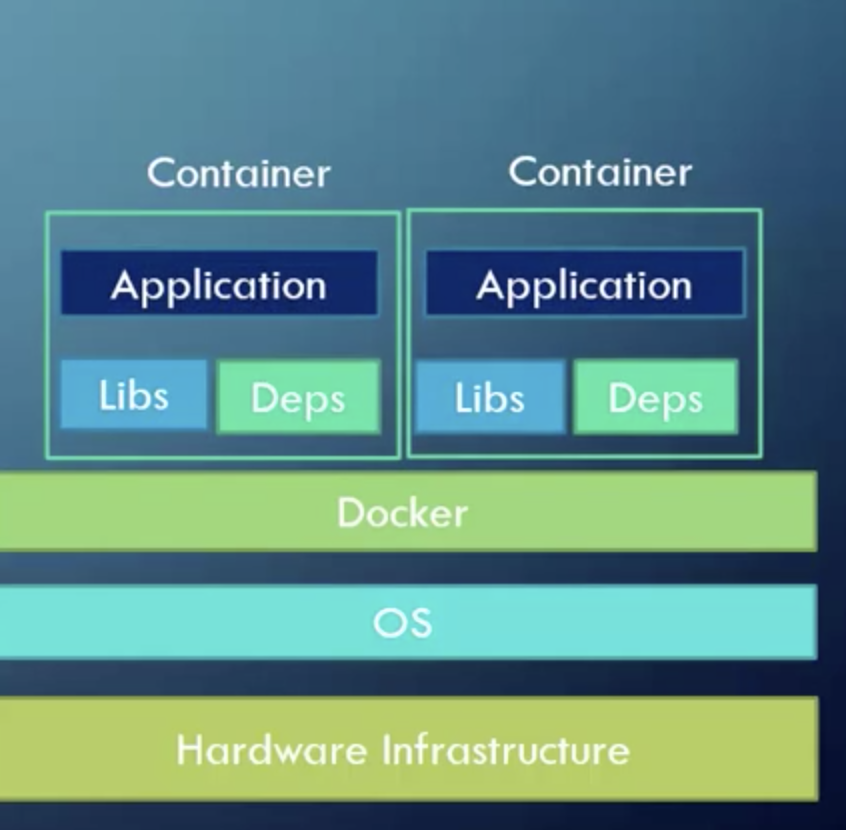 Container Container
Application Application
Libs Deps Libs Deps
Docker
OS
Hardware Infrastructure